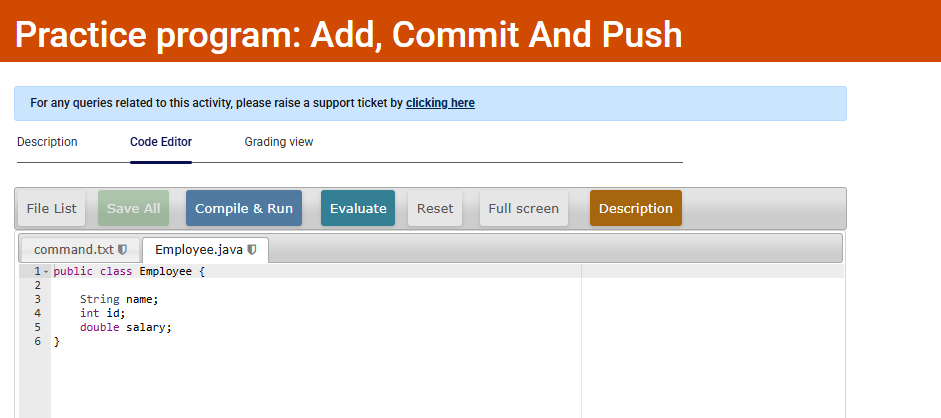 Practice program: Add, Commit And Push
For any queries related to this activity, please raise a support ticket by clicking here
Description Code Editor Grading view
File List Save All Compile & Run Evaluate Reset Full screen Description
command.txt Employee.java
1 public class Employee {
2
3 String name;
4 int id;
5 double salary;
6 }